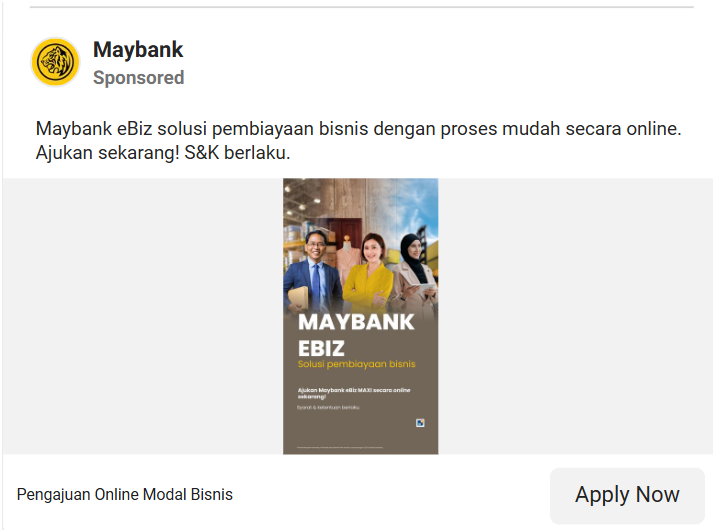 Maybank
Sponsored
Maybank eBiz solusi pembiayaan bisnis dengan proses mudah secara online.
Ajukan sekarang! S&K berlaku.
MAYBANK
EBIZ
Solusi pembiayaan bisnis
Ajukan Maybank eBiz MAXI secara online
sekarang!
Syarat & Ketentuan berlaku.
Pengajuan Online Modal Bisnis
Apply Now